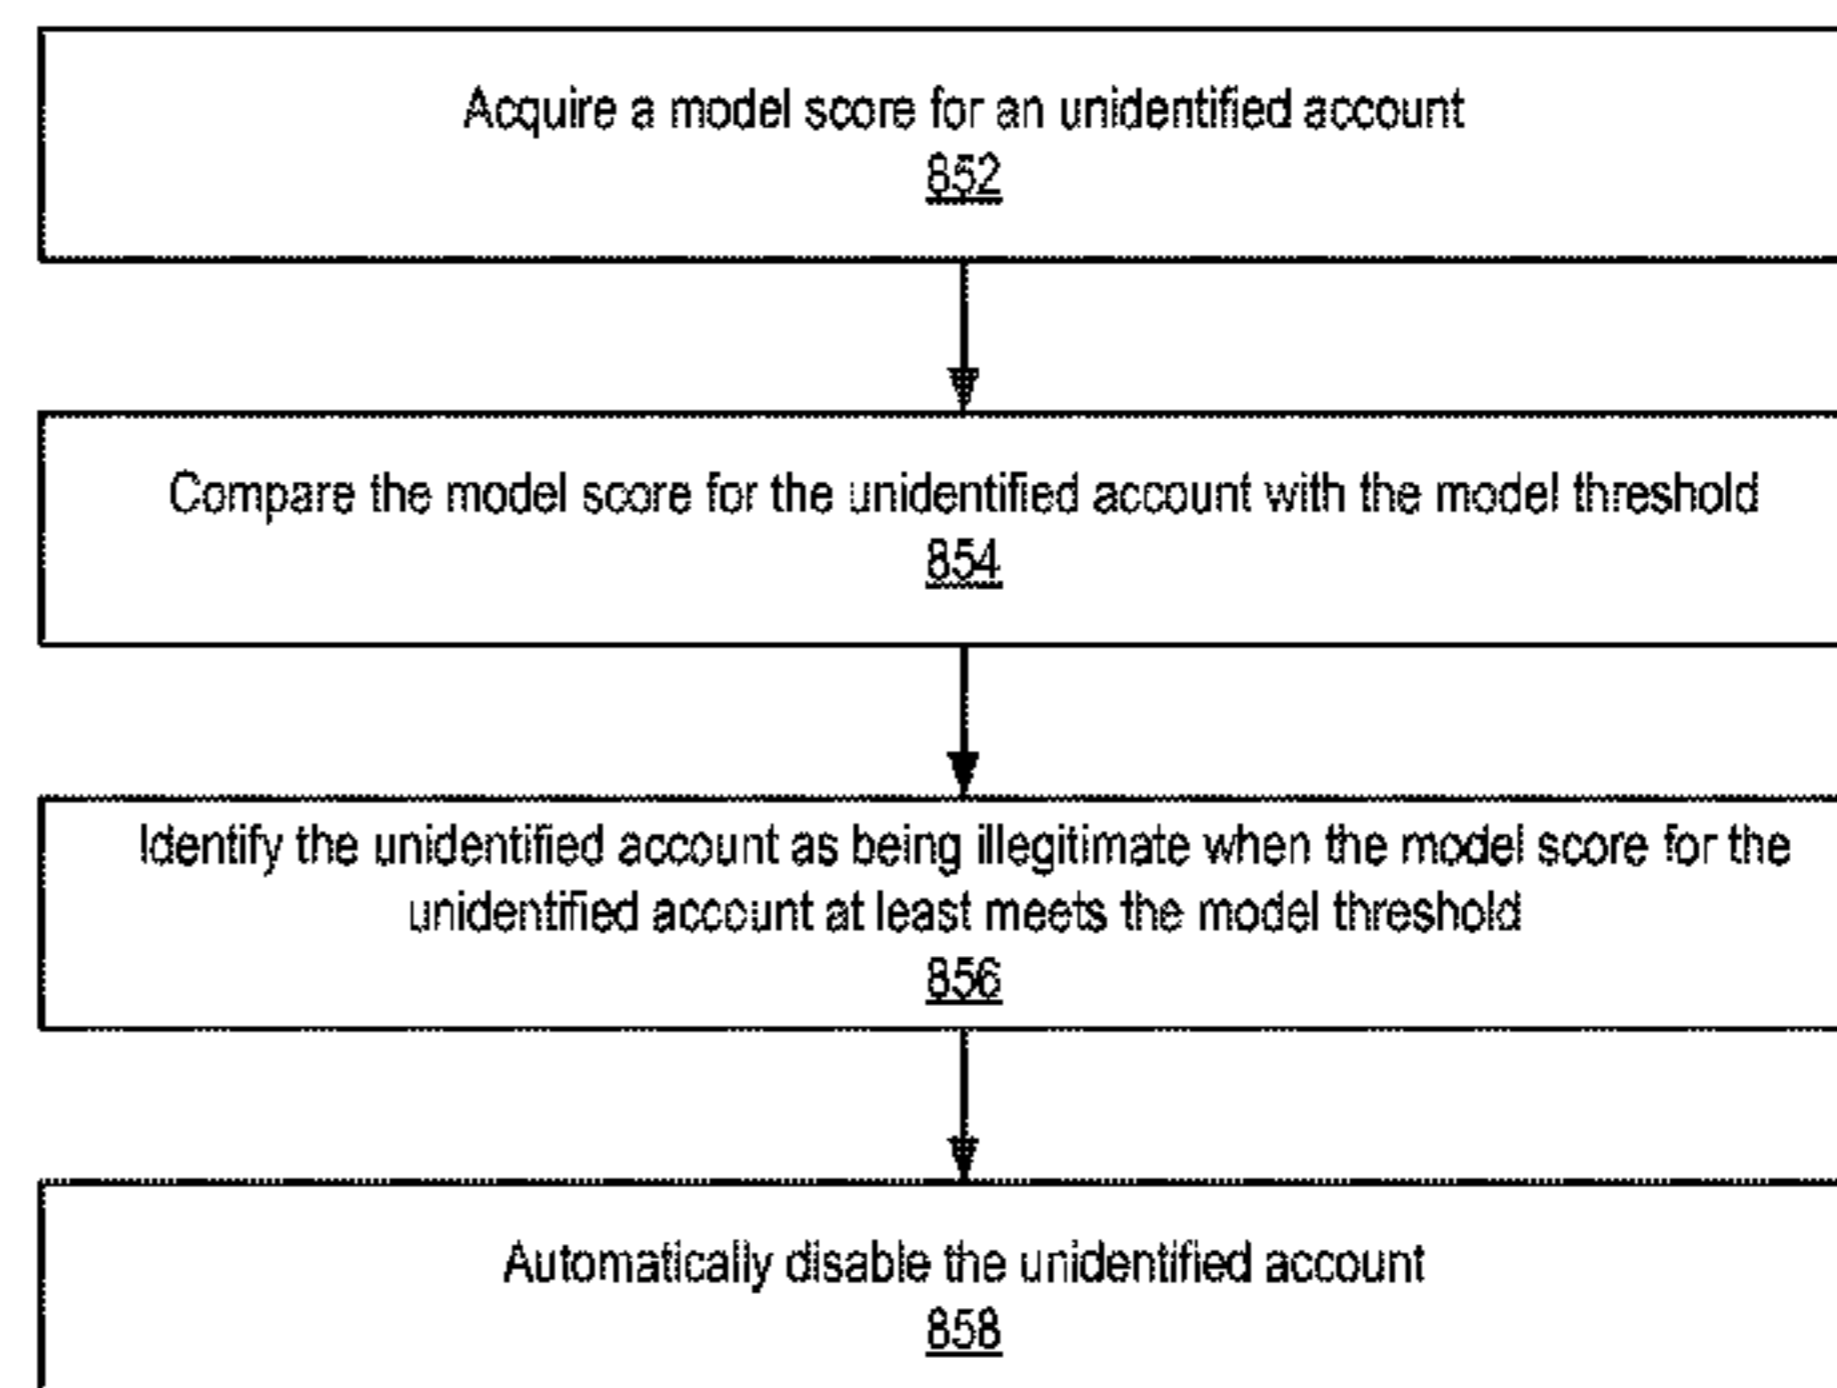 Acquire a model score for an unidentified account
852
Compare the model score for the unidentified account with the model threshold
854
Identify the unidentified account as being illegitimate when the model score for the
unidentified account at least meets the model threshold
856
Automatically disable the unidentified account
858